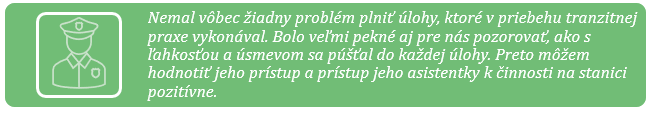 Nemal vôbec žiadny problém plniť úlohy, ktoré v priebehu tranzitnej
praxe vykonával. Bolo veľmi pekné aj pre nás pozorovať, ako s
ľahkosťou a úsmevom sa púšťal do každej úlohy. Preto môžem
hodnotiť jeho prístup a prístup jeho asistentky k činnosti na stanici
pozitívne.